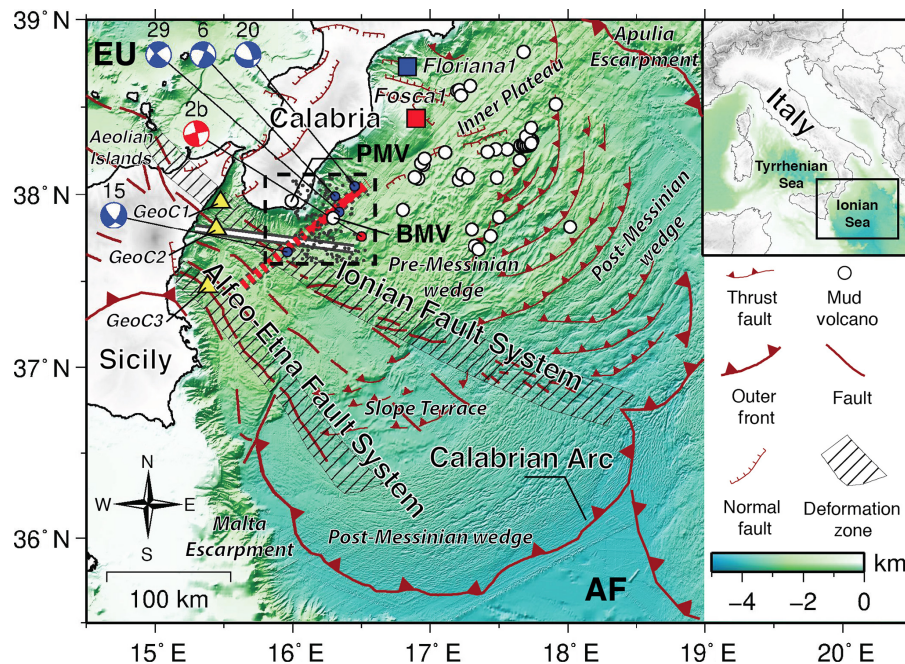 39° N
38° N
37° N
36° N
35° N
EU
29
6
20
2b
15
Floriana1
Fosca1
Apulia
Escarpment
Inner Plateau
Calabria
Aeolian
Islands
PMV
BMV
GeoC1
GeoC2
GeoC3
Pre-Messinian
wedge
Post-Messinian
wedge
Ionian Fault System
Alfeo-Etna Fault System
Sicily
Slope Terrace
Calabrian Arc
Malta
Escarpment
Post-Messinian wedge
AF
N
W
E
S
100 km
15° E
16° E
17° E
18° E
19° E
20° E
Italy
Tyrrhenian
Sea
Ionian
Sea
Thrust
fault
Mud
volcano
Outer
front
Fault
Normal
fault
Deformation
zone
km
−4
−2
0